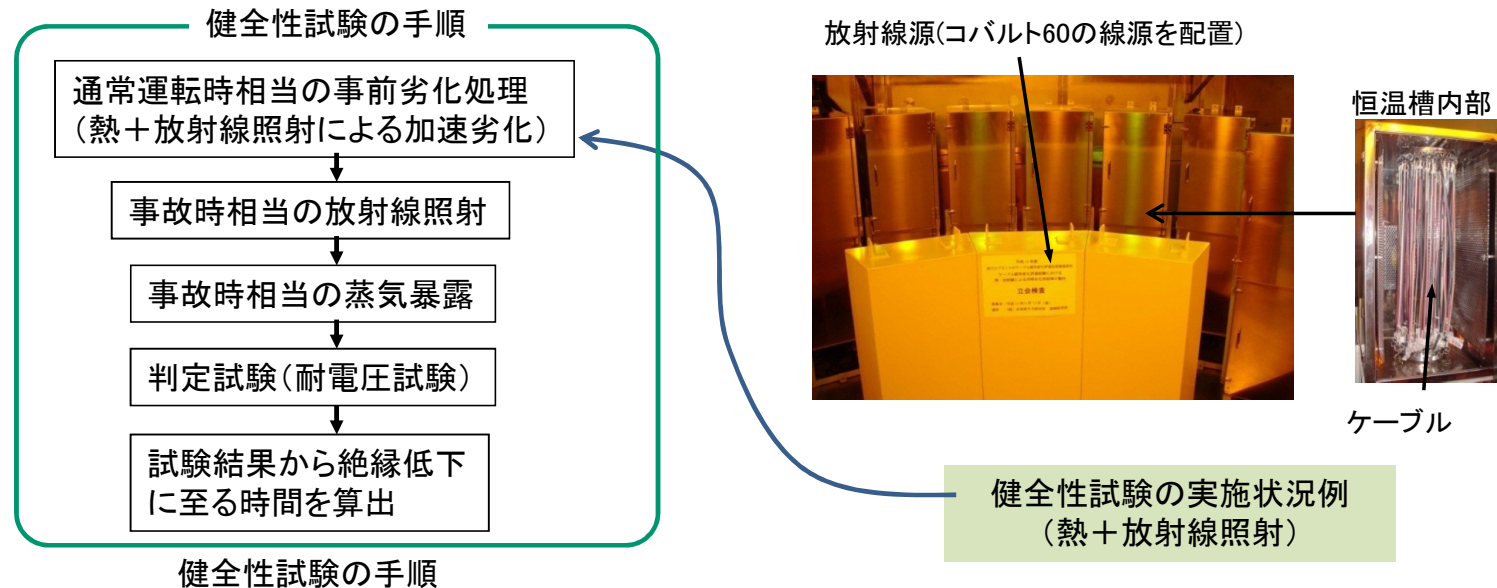 健全性試験の手順
通常運転時相当の事前劣化処理
（熱＋放射線照射による加速劣化）
事故時相当の放射線照射
事故時相当の蒸気暴露
判定試験（耐電圧試験）
試験結果から絶縁低下
に至る時間を算出
健全性試験の手順
放射線源(コバルト60の線源を配置)
恒温槽内部
立会検査
ケーブル
健全性試験の実施状況例
（熱＋放射線照射）